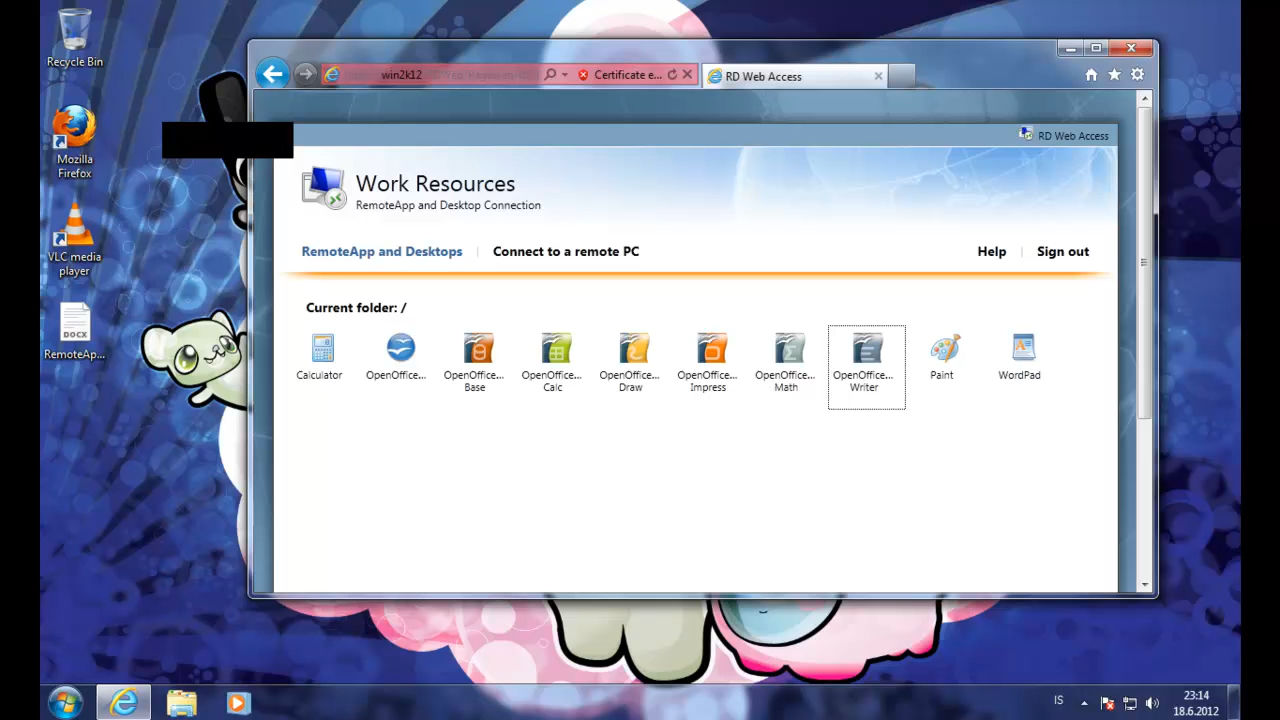 Recycle Bin
Mozilla
Firefox
VLC media
player
DOCX
RemoteAp...
win2k12
Certificate e...
RD Web Access
RD Web Access
Work Resources
RemoteApp and Desktop Connection
RemoteApp and Desktops
Connect to a remote PC
Help
Sign out
Current folder: /
Calculator
OpenOffice...
OpenOffice...
Base
OpenOffice...
Calc
OpenOffice...
Draw
OpenOffice...
Impress
OpenOffice...
Math
OpenOffice...
Writer
Paint
WordPad
IS
23:14
18.6.2012